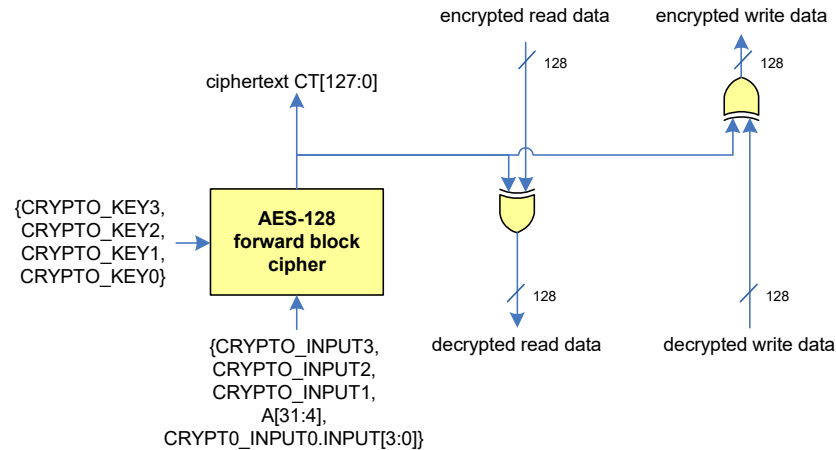 encrypted read data
encrypted write data
128
128
ciphertext CT[127:0]
{CRYPTO_KEY3,
CRYPTO_KEY2,
CRYPTO_KEY1,
CRYPTO_KEY0}
AES-128
forward block
cipher
128
128
{CRYPTO_INPUT3,
CRYPTO_INPUT2,
CRYPTO_INPUT1,
A[31:4],
CRYPT0_INPUT0.INPUT[3:0]}
decrypted read data
decrypted write data